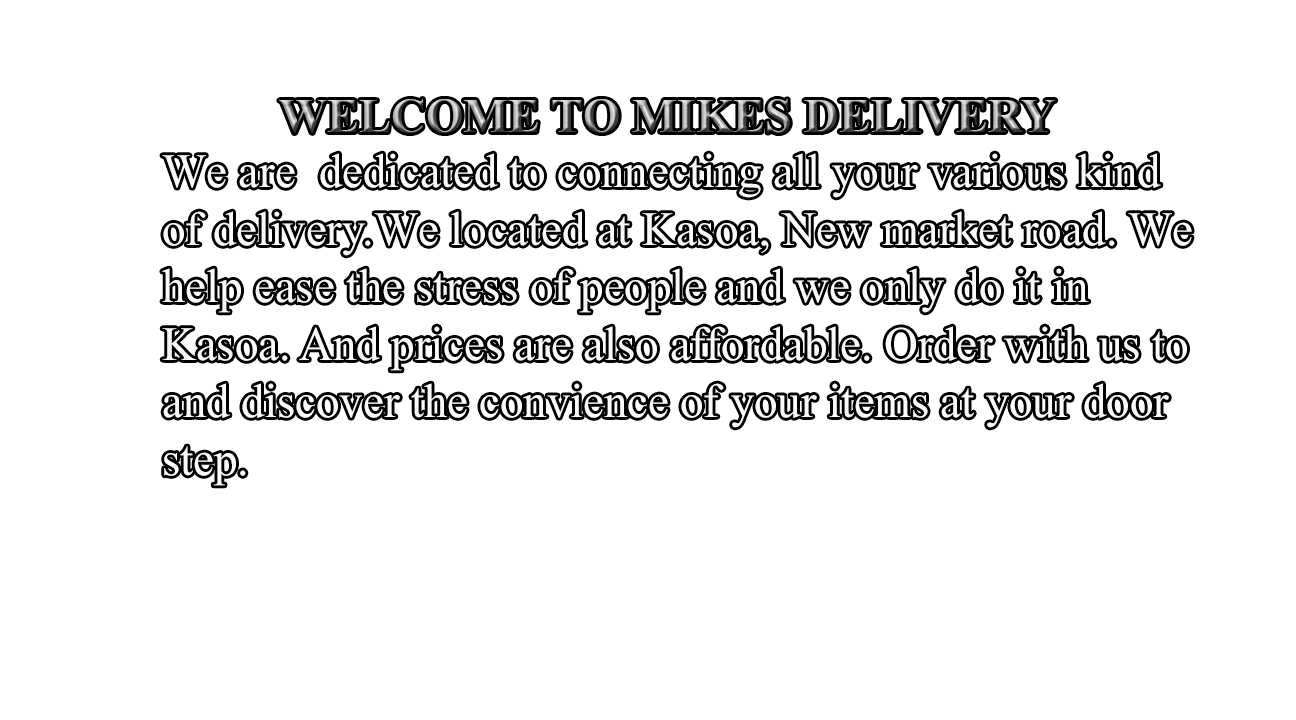 WELCOME TO MIKES DELIVERY
We are  dedicated to connecting all your various kind
of delivery.We located at Kasoa, New market road. We
help ease the stress of people and we only do it in
Kasoa. And prices are also affordable. Order with us to
and discover the convience of your items at your door
step.